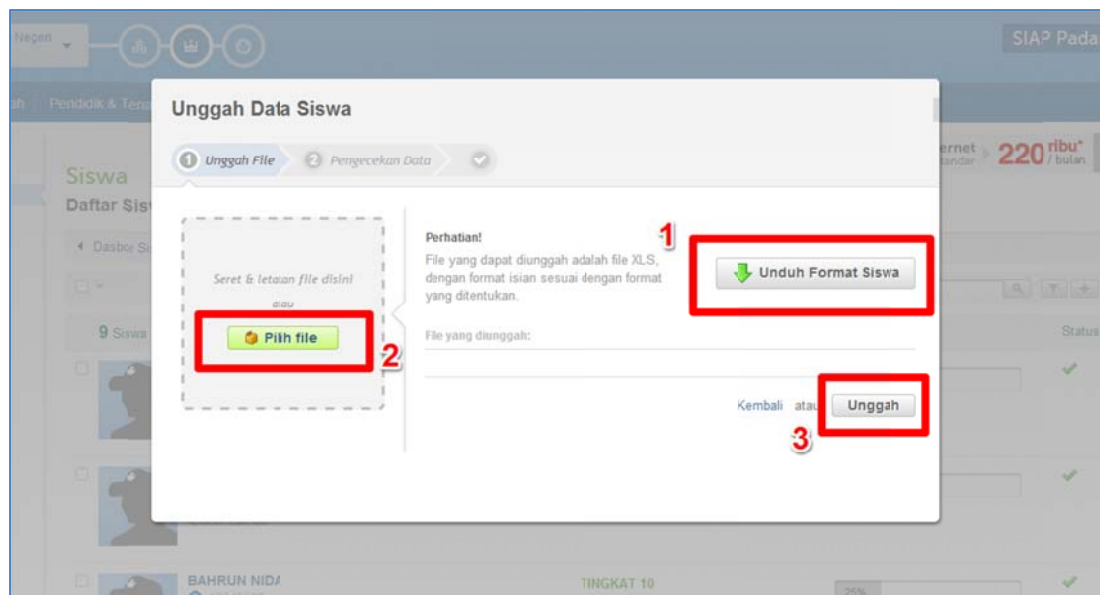 Negeri
SIAP Pada
Pendidik & Tena
Unggah Data Siswa
1 Unggah File
2 Pengecekan Data
ernet
220 ribu*
/ bulan
Siswa
Daftar Sis
Dasbor Si
Seret & letakan file disini
atau
Pilih file
2
Perhatian!
File yang dapat diunggah adalah file XLS,
dengan format isian sesuai dengan format
yang ditentukan.
1
Unduh Format Siswa
File yang diunggah:
Kembali atau Unggah
3
9 Siswa
Status
BAHRUN NIDA
TINGKAT 10
25%